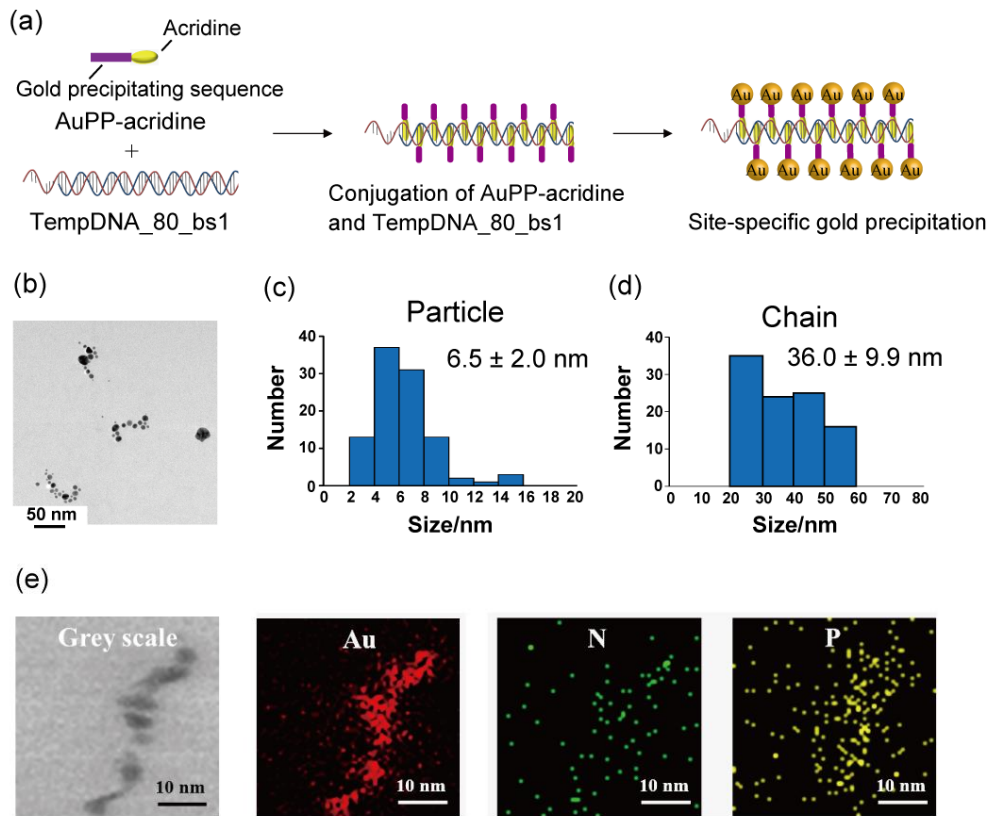 (a)
Acridine
Gold precipitating sequence
AuPP-acridine
+
TempDNA_80_bs1
Conjugation of AuPP-acridine
and TempDNA_80_bs1
Au Au Au Au Au Au
Au Au Au Au Au Au
Site-specific gold precipitation
(b)
50 nm
(c)
Particle
6.5 ± 2.0 nm
Number
40
30
20
10
0
0 2 4 6 8 10 12 14 16 18 20
Size/nm
(d)
Chain
36.0 ± 9.9 nm
Number
40
30
20
10
0
0 10 20 30 40 50 60 70 80
Size/nm
(e)
Grey scale
10 nm
Au
10 nm
N
10 nm
P
10 nm